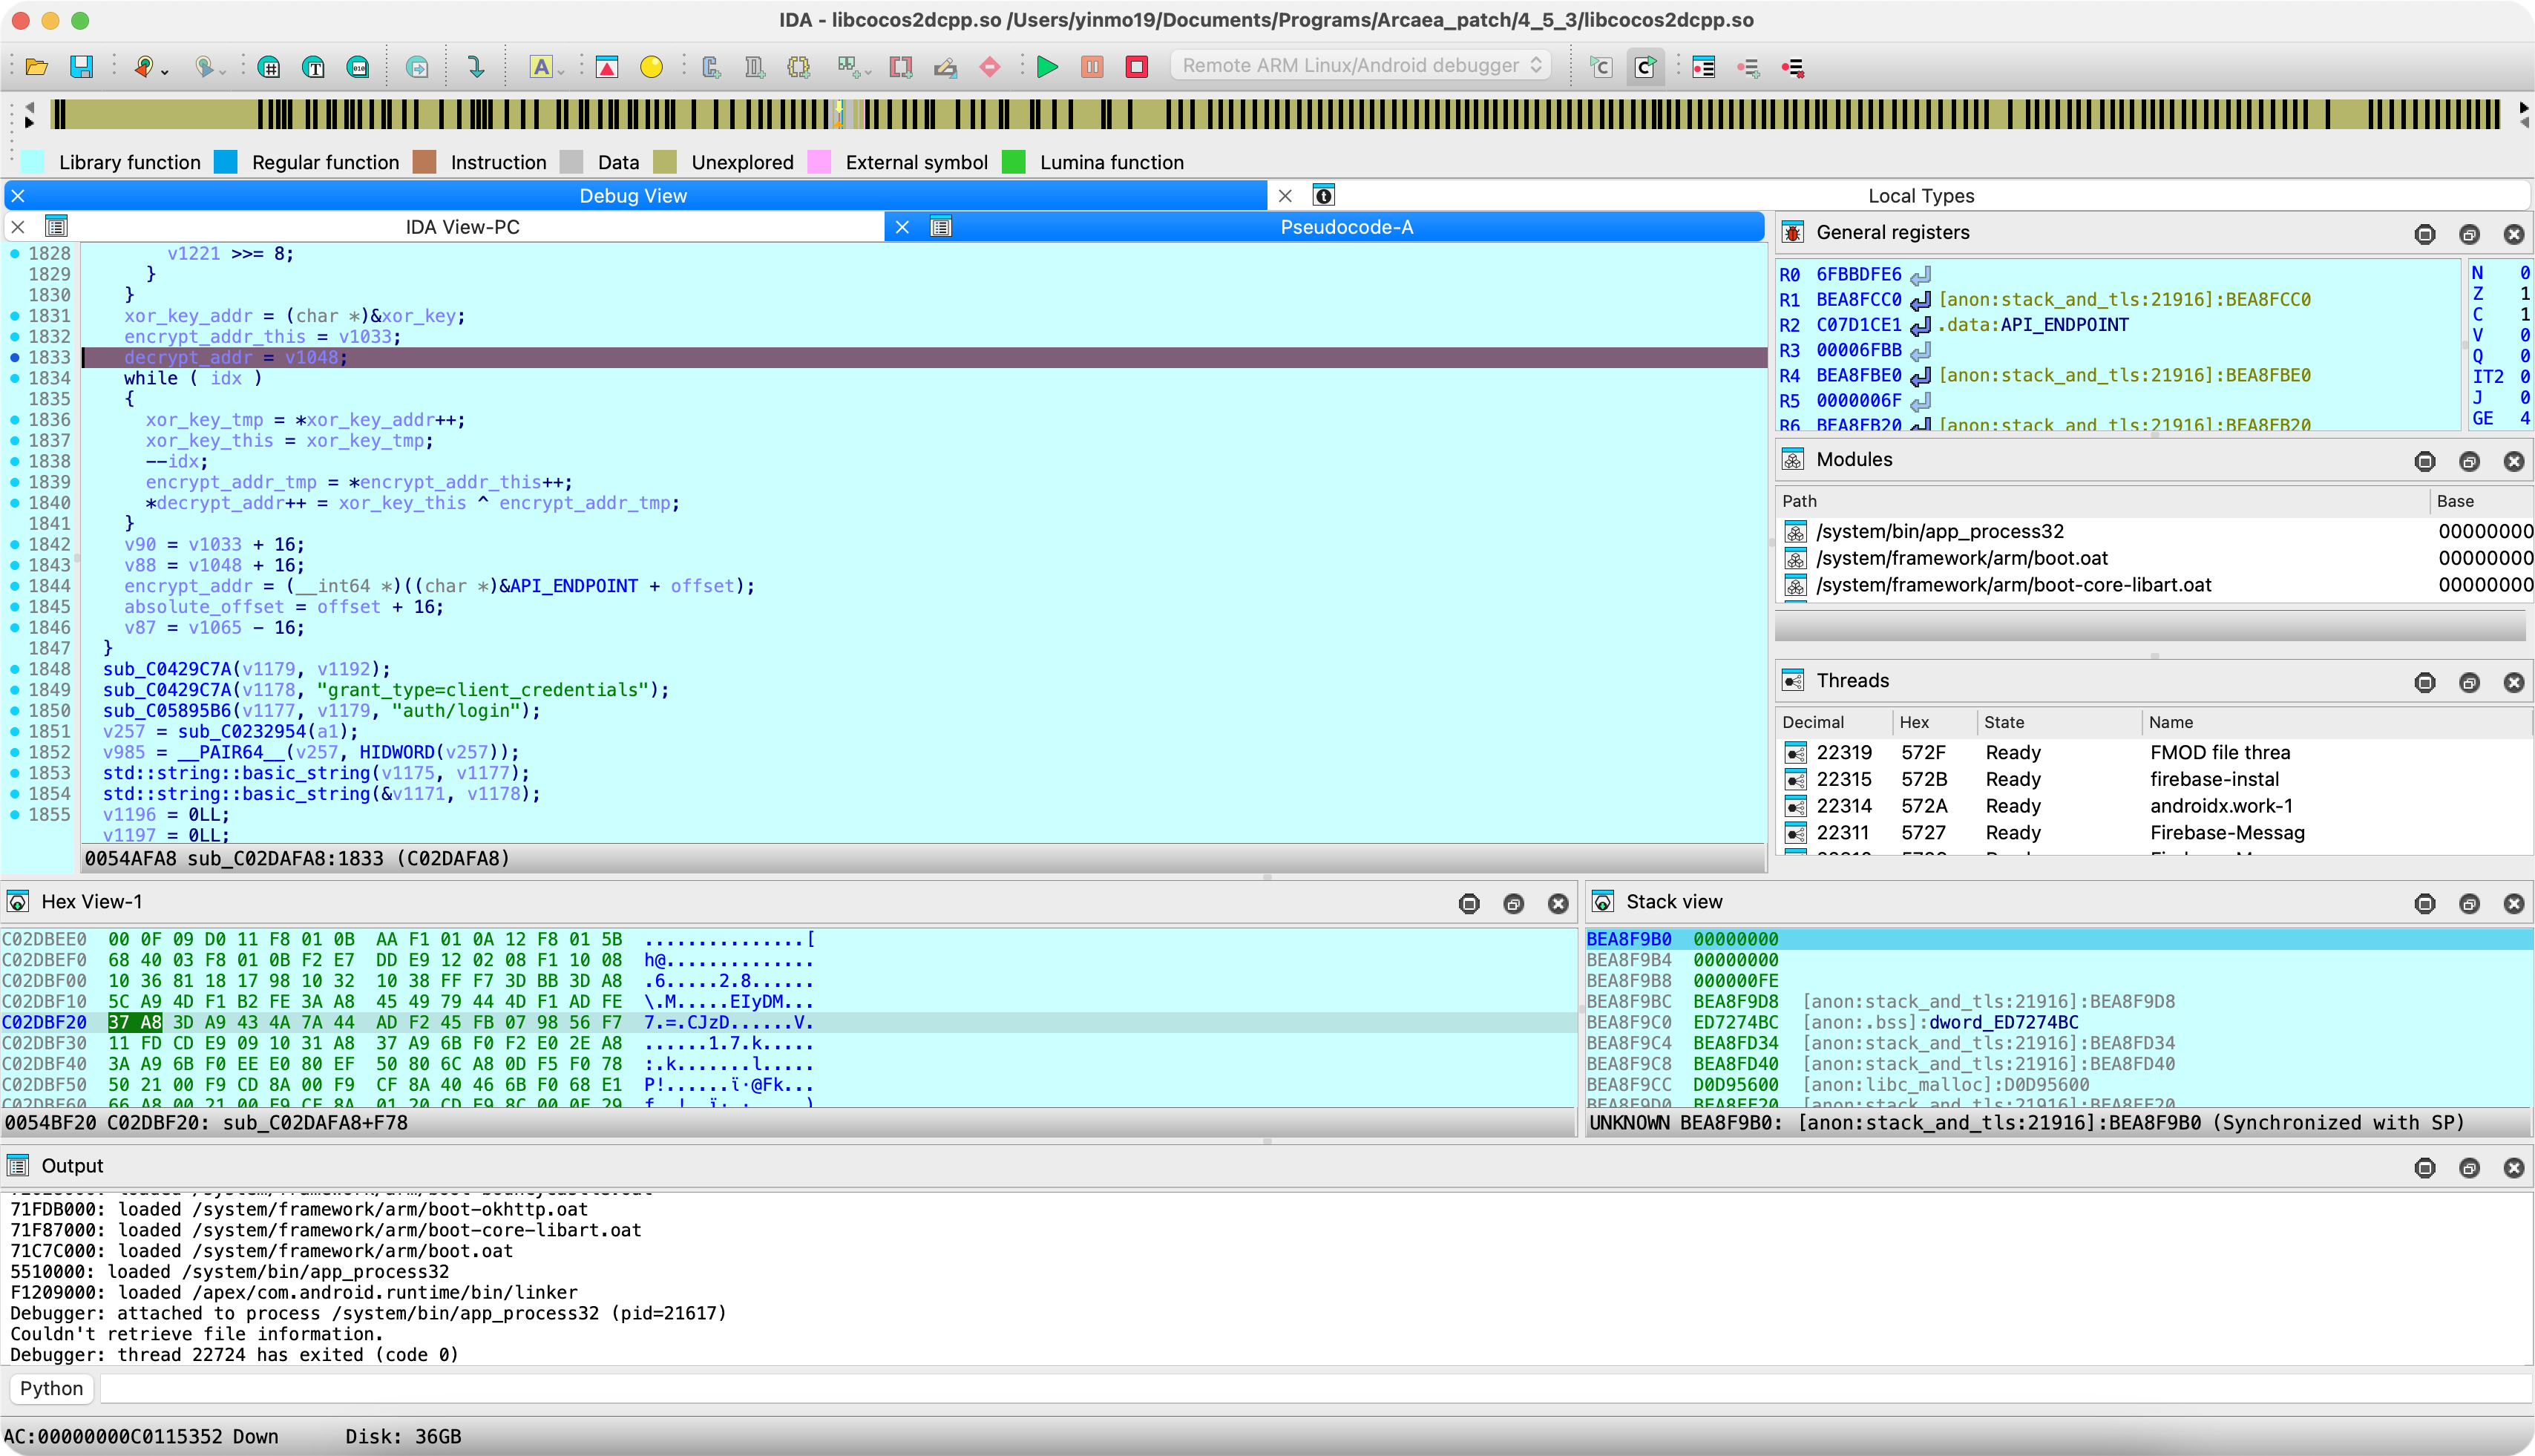 IDA - libcocos2dcpp.so /Users/yinmo19/Documents/Programs/Arcaea_patch/4_5_3/libcocos2dcpp.so
Remote ARM Linux/Android debugger
Library function Regular function Instruction Data Unexplored External symbol Lumina function
Debug View
Local Types
IDA View-PC
Pseudocode-A
1828 v1221 >>= 8;
1829 }
1830 }
1831 xor_key_addr = (char *)&xor_key;
1832 encrypt_addr_this = v1033;
1833 decrypt_addr = v1048;
1834 while ( idx )
1835 {
1836 xor_key_tmp = *xor_key_addr++;
1837 xor_key_this = xor_key_tmp;
1838 --idx;
1839 encrypt_addr_tmp = *encrypt_addr_this++;
1840 *decrypt_addr++ = xor_key_this ^ encrypt_addr_tmp;
1841 }
1842 v90 = v1033 + 16;
1843 v88 = v1048 + 16;
1844 encrypt_addr = (__int64 *)((char *)&API_ENDPOINT + offset);
1845 absolute_offset = offset + 16;
1846 v87 = v1065 - 16;
1847 }
1848 sub_C0429C7A(v1179, v1192);
1849 sub_C0429C7A(v1178, "grant_type=client_credentials");
1850 sub_C05895B6(v1177, v1179, "auth/login");
1851 v257 = sub_C0232954(a1);
1852 v985 = __PAIR64__(v257, HIDWORD(v257));
1853 std::string::basic_string(v1175, v1177);
1854 std::string::basic_string(&v1171, v1178);
1855 v1196 = 0LL;
v1197 = 0LL;
0054AFA8 sub_C02DAFA8:1833 (C02DAFA8)
General registers
R0 6FBBDFE6
R1 BEA8FCC0 [anon:stack_and_tls:21916]:BEA8FCC0
R2 C07D1CE1 .data:API_ENDPOINT
R3 00006FBB
R4 BEA8FBE0 [anon:stack_and_tls:21916]:BEA8FBE0
R5 0000006F
R6 BEA8FB20 [anon:stack_and_tls:21916]:BEA8FB20
N 0
Z 1
C 1
V 0
Q 0
IT2 0
J 0
GE 4
Modules
Path Base
/system/bin/app_process32 00000000
/system/framework/arm/boot.oat 00000000
/system/framework/arm/boot-core-libart.oat 00000000
Threads
Decimal Hex State Name
22319 572F Ready FMOD file threa
22315 572B Ready firebase-instal
22314 572A Ready androidx.work-1
22311 5727 Ready Firebase-Messag
Hex View-1
C02DBEE0 00 0F 09 D0 11 F8 01 0B AA F1 01 0A 12 F8 01 5B ...............[
C02DBEF0 68 40 03 F8 01 0B F2 E7 DD E9 12 02 08 F1 10 08 h@..............
C02DBF00 10 36 81 18 17 98 10 32 10 38 FF F7 3D BB 3D A8 .6.....2.8......
C02DBF10 5C A9 4D F1 B2 FE 3A A8 45 49 79 44 4D F1 AD FE \.M.....EIyDM...
C02DBF20 37 A8 3D A9 43 4A 7A 44 AD F2 45 FB 07 98 56 F7 7.=.CJzD......V.
C02DBF30 11 FD CD E9 09 10 31 A8 37 A9 6B F0 F2 E0 2E A8 ......1.7.k.....
C02DBF40 3A A9 6B F0 EE E0 80 EF 50 80 6C A8 0D F5 F0 78 :.k.......l.....
C02DBF50 50 21 00 F9 CD 8A 00 F9 CF 8A 40 46 6B F0 68 E1 P!......ï·@Fk...
C02DBF60 66 A8 00 21 00 F9 CF 8A 01 20 CD E9 8C 00 0E 29
0054BF20 C02DBF20: sub_C02DAFA8+F78
Stack view
BEA8F9B0 00000000
BEA8F9B4 00000000
BEA8F9B8 000000FE
BEA8F9BC BEA8F9D8 [anon:stack_and_tls:21916]:BEA8F9D8
BEA8F9C0 ED7274BC [anon:.bss]:dword_ED7274BC
BEA8F9C4 BEA8FD34 [anon:stack_and_tls:21916]:BEA8FD34
BEA8F9C8 BEA8FD40 [anon:stack_and_tls:21916]:BEA8FD40
BEA8F9CC D0D95600 [anon:libc_malloc]:D0D95600
UNKNOWN BEA8F9B0: [anon:stack_and_tls:21916]:BEA8F9B0 (Synchronized with SP)
Output
71FDB000: loaded /system/framework/arm/boot-okhttp.oat
71F87000: loaded /system/framework/arm/boot-core-libart.oat
71C7C000: loaded /system/framework/arm/boot.oat
5510000: loaded /system/bin/app_process32
F1209000: loaded /apex/com.android.runtime/bin/linker
Debugger: attached to process /system/bin/app_process32 (pid=21617)
Couldn't retrieve file information.
Debugger: thread 22724 has exited (code 0)
Python
AC:00000000C0115352 Down Disk: 36GB